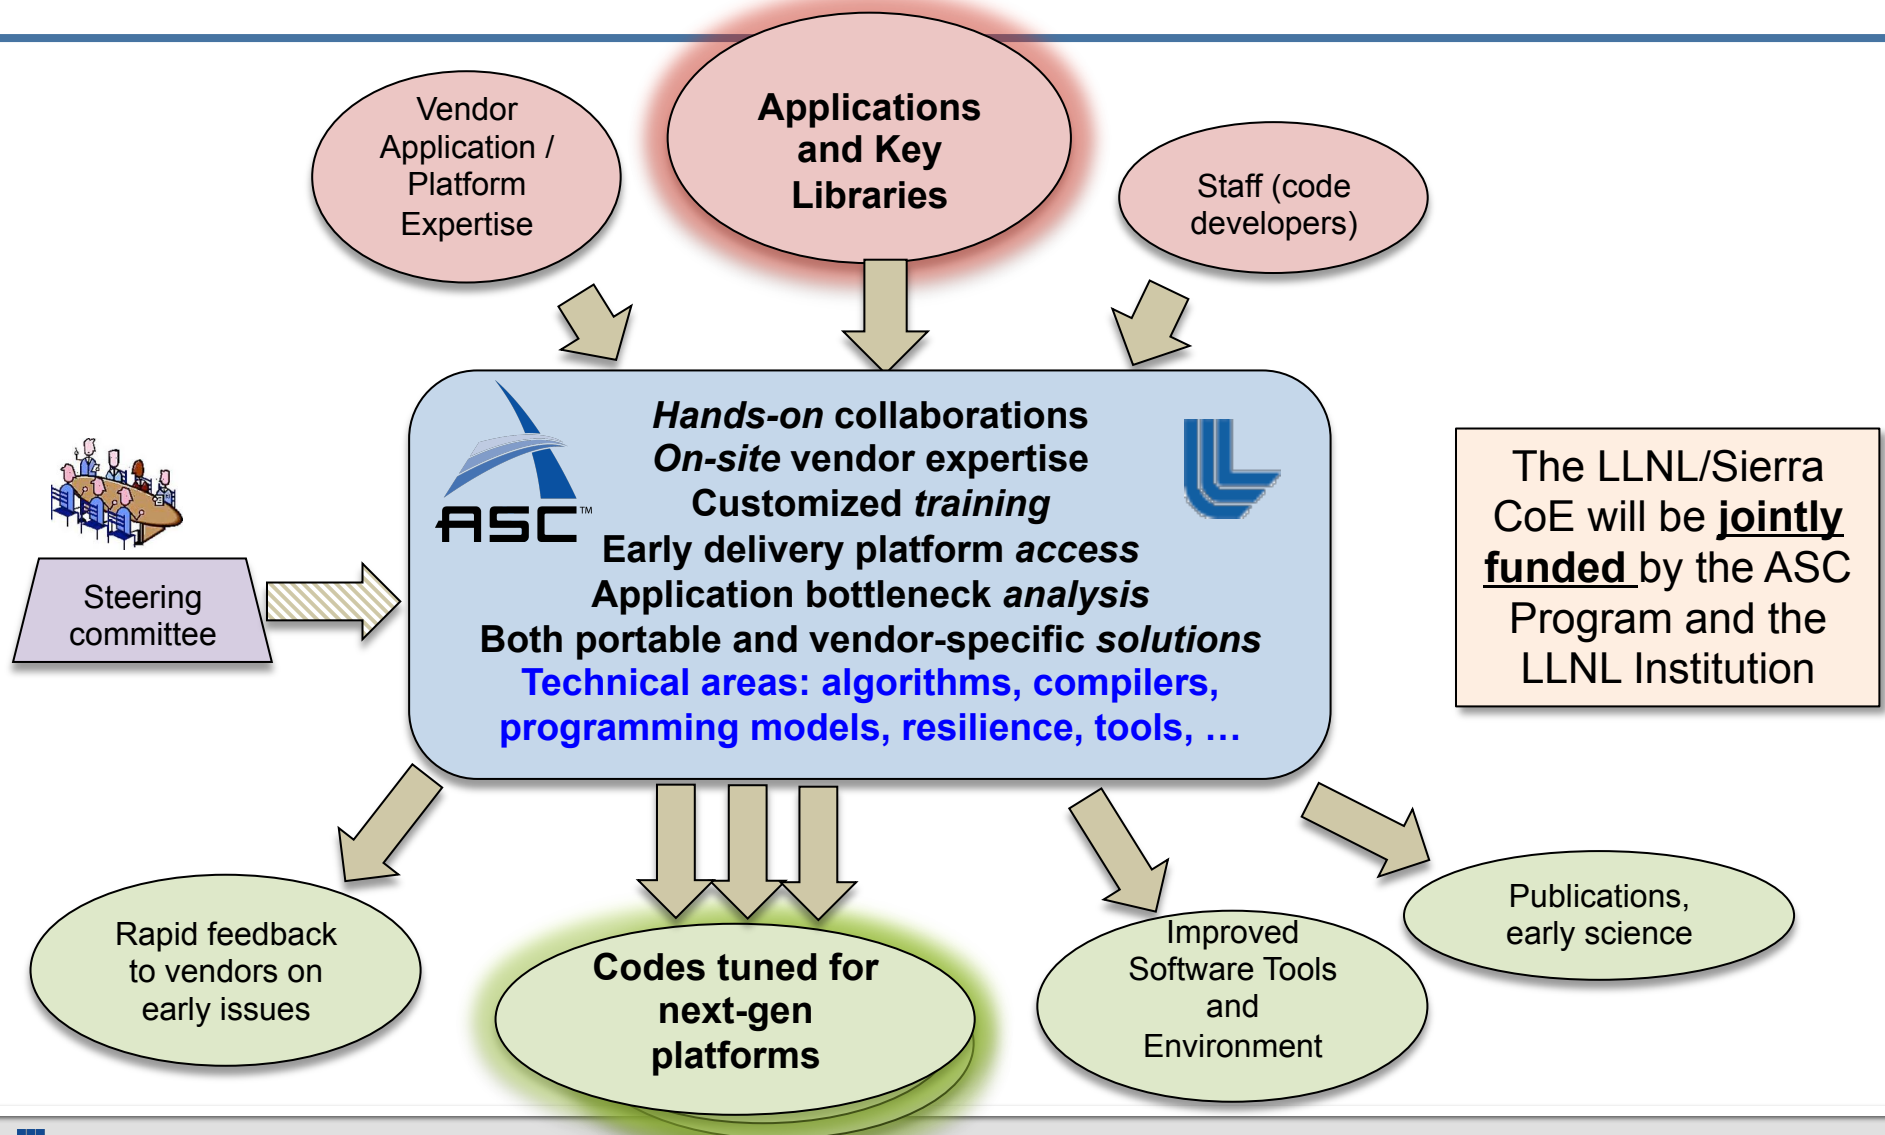 Vendor
Application /
Platform
Expertise
Applications
and Key
Libraries
Staff (code
developers)
ASC™
Hands-on collaborations
On-site vendor expertise
Customized training
Early delivery platform access
Application bottleneck analysis
Both portable and vendor-specific solutions
Technical areas: algorithms, compilers,
programming models, resilience, tools, …
Steering
committee
The LLNL/Sierra
CoE will be jointly
funded by the ASC
Program and the
LLNL Institution
Rapid feedback
to vendors on
early issues
Codes tuned for
next-gen
platforms
Improved
Software Tools
and
Environment
Publications,
early science